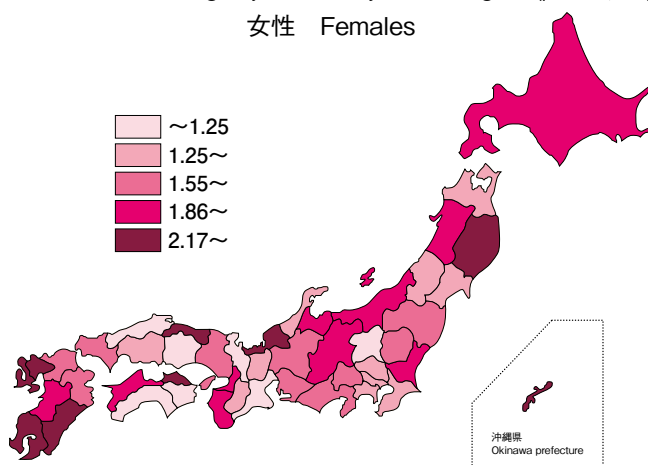 女性 Females
～1.25
1.25～
1.55～
1.86～
2.17～
沖縄県
Okinawa prefecture